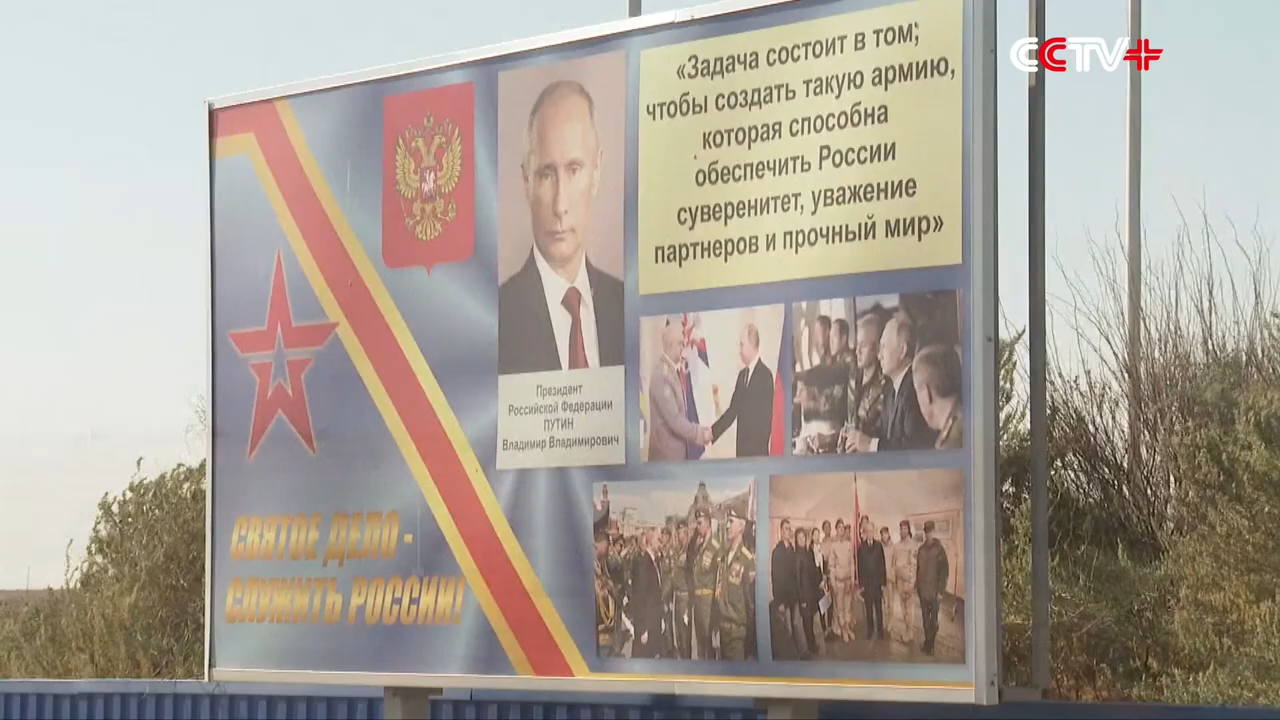 CCTV+
«Задача состоит в том;
чтобы создать такую армию,
которая способна
обеспечить России
суверенитет, уважение
партнеров и прочный мир»
Президент
Российской Федерации
ПУТИН
Владимир Владимирович
СВЯТОЕ ДЕЛО -
СЛУЖИТЬ РОССИИ!